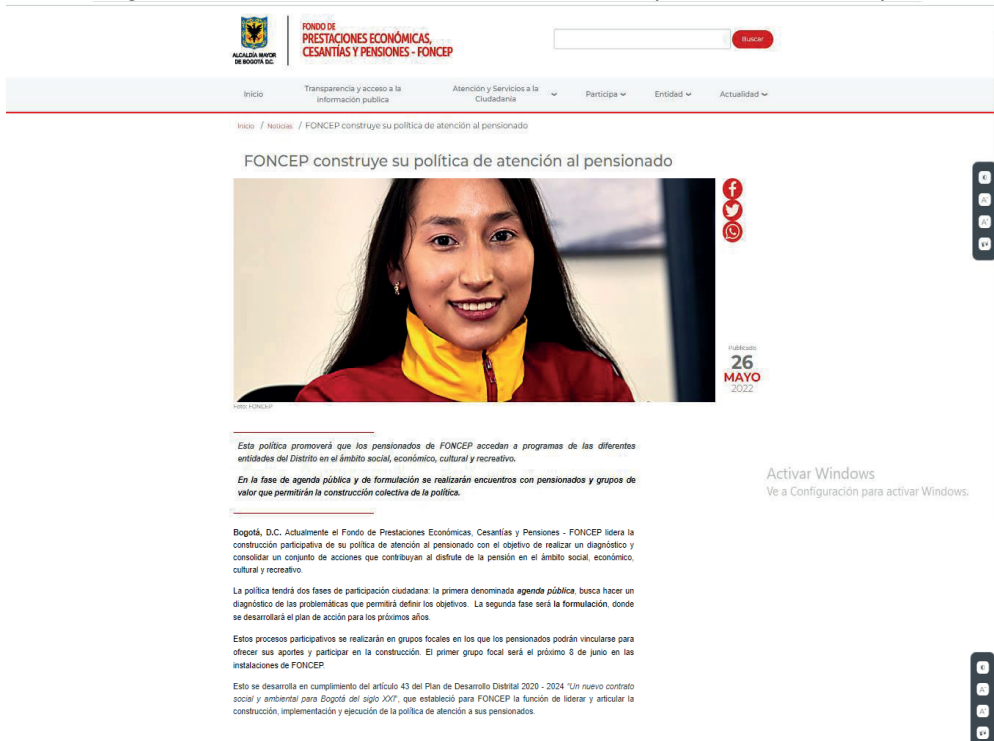 FONDO DE
PRESTACIONES ECONÓMICAS,
CESANTÍAS Y PENSIONES - FONCEP
ALCALDÍA MAYOR
DE BOGOTÁ D.C.
Buscar
Inicio
Transparencia y acceso a la
información publica
Atención y Servicios a la
Ciudadanía
Participa
Entidad
Actualidad
Inicio / Noticias / FONCEP construye su política de atención al pensionado
FONCEP construye su política de atención al pensionado
Publicado
26
MAYO
2022
Foto: FONCEP
Esta política promoverá que los pensionados de FONCEP accedan a programas de las diferentes
entidades del Distrito en el ámbito social, económico, cultural y recreativo.
En la fase de agenda pública y de formulación se realizarán encuentros con pensionados y grupos de
valor que permitirán la construcción colectiva de la política.
Activar Windows
Ve a Configuración para activar Windows.
Bogotá, D.C. Actualmente el Fondo de Prestaciones Económicas, Cesantías y Pensiones - FONCEP lidera la
construcción participativa de su política de atención al pensionado con el objetivo de realizar un diagnóstico y
consolidar un conjunto de acciones que contribuyan al disfrute de la pensión en el ámbito social, económico,
cultural y recreativo.
La política tendrá dos fases de participación ciudadana: la primera denominada agenda pública, busca hacer un
diagnóstico de las problemáticas que permitirá definir los objetivos. La segunda fase será la formulación, donde
se desarrollará el plan de acción para los próximos años.
Estos procesos participativos se realizarán en grupos focales en los que los pensionados podrán vincularse para
ofrecer sus aportes y participar en la construcción. El primer grupo focal será el próximo 8 de junio en las
instalaciones de FONCEP.
Esto se desarrolla en cumplimiento del artículo 43 del Plan de Desarrollo Distrital 2020 - 2024 "Un nuevo contrato
social y ambiental para Bogotá del siglo XXI", que estableció para FONCEP la función de liderar y articular la
construcción, implementación y ejecución de la política de atención a sus pensionados.